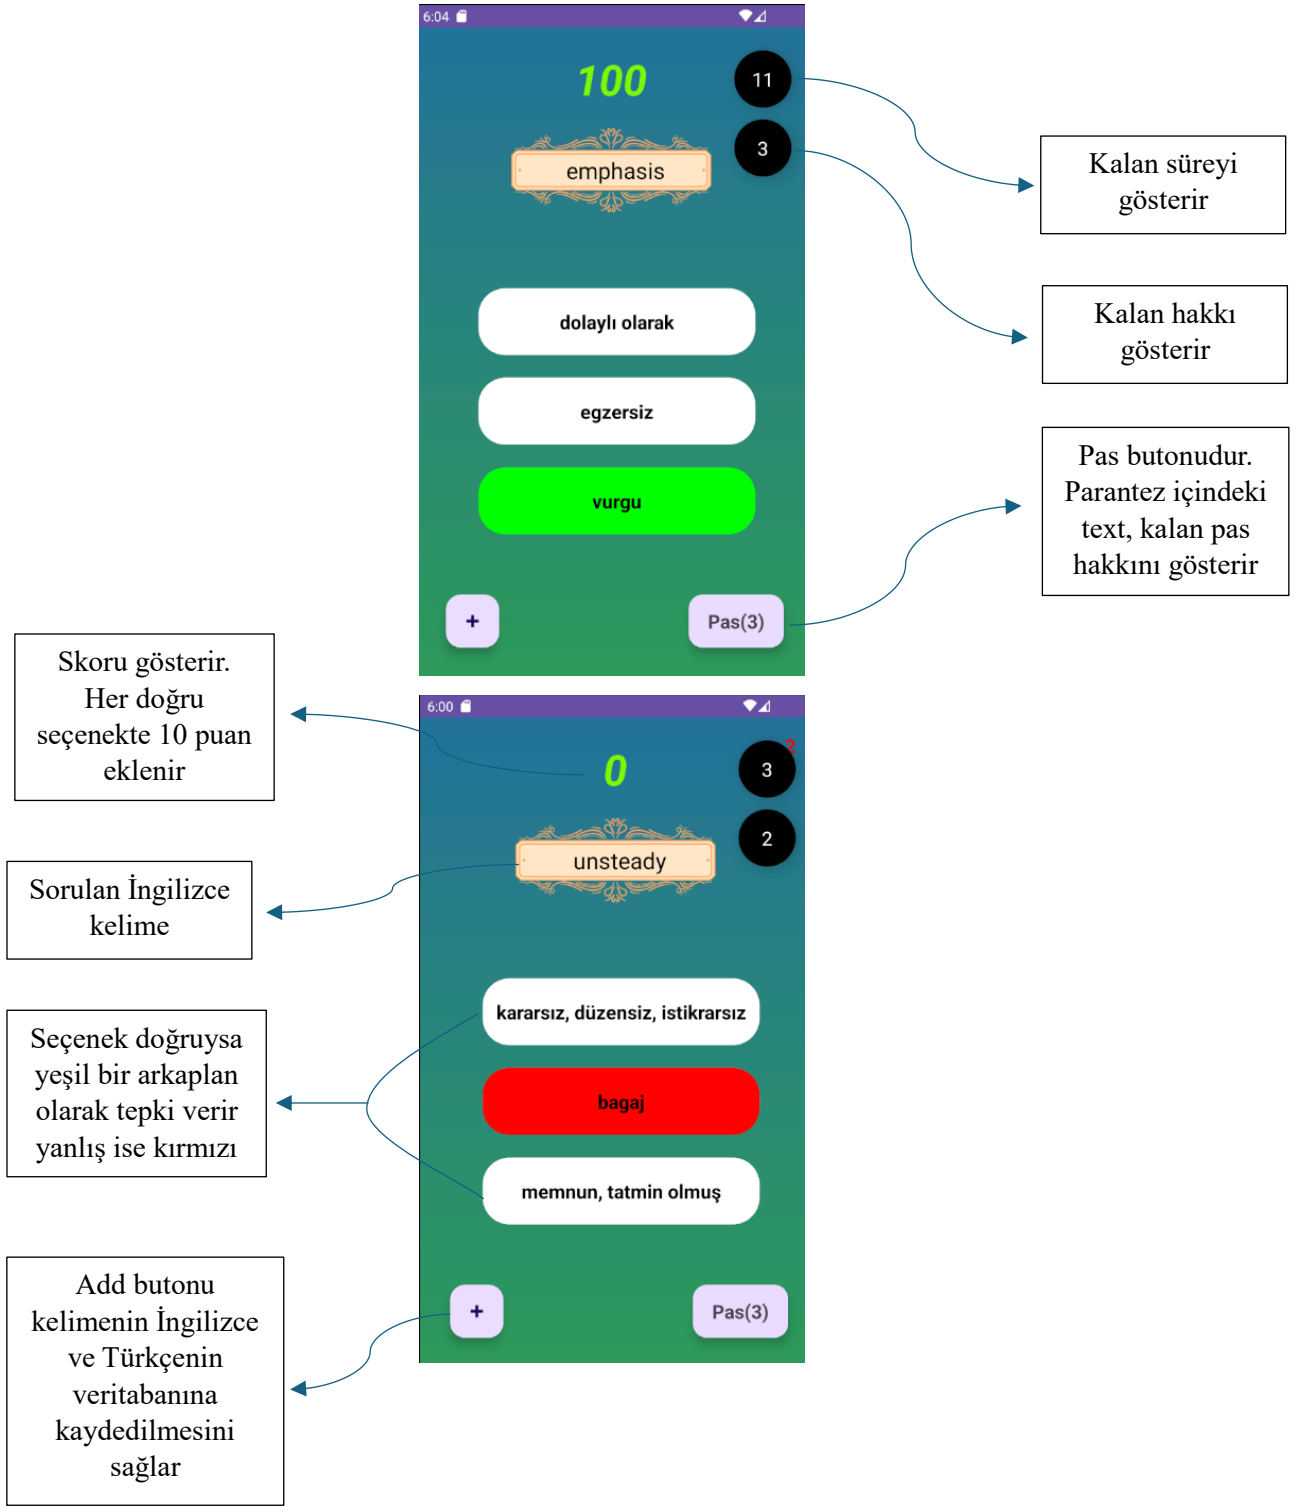 6:04
100
11
3
emphasis
dolaylı olarak
egzersiz
vurgu
+
Pas(3)
Kalan süreyi
gösterir
Kalan hakkı
gösterir
Pas butonudur.
Parantez içindeki
text, kalan pas
hakkını gösterir
Skoru gösterir.
Her doğru
seçenekte 10 puan
eklenir
Sorulan İngilizce
kelime
Seçenek doğruysa
yeşil bir arkaplan
olarak tepki verir
yanlış ise kırmızı
Add butonu
kelimenin İngilizce
ve Türkçenin
veritabanına
kaydedilmesini
sağlar
6:00
0
2
3
2
unsteady
kararsız, düzensiz, istikrarsız
bagaj
memnun, tatmin olmuş
+
Pas(3)